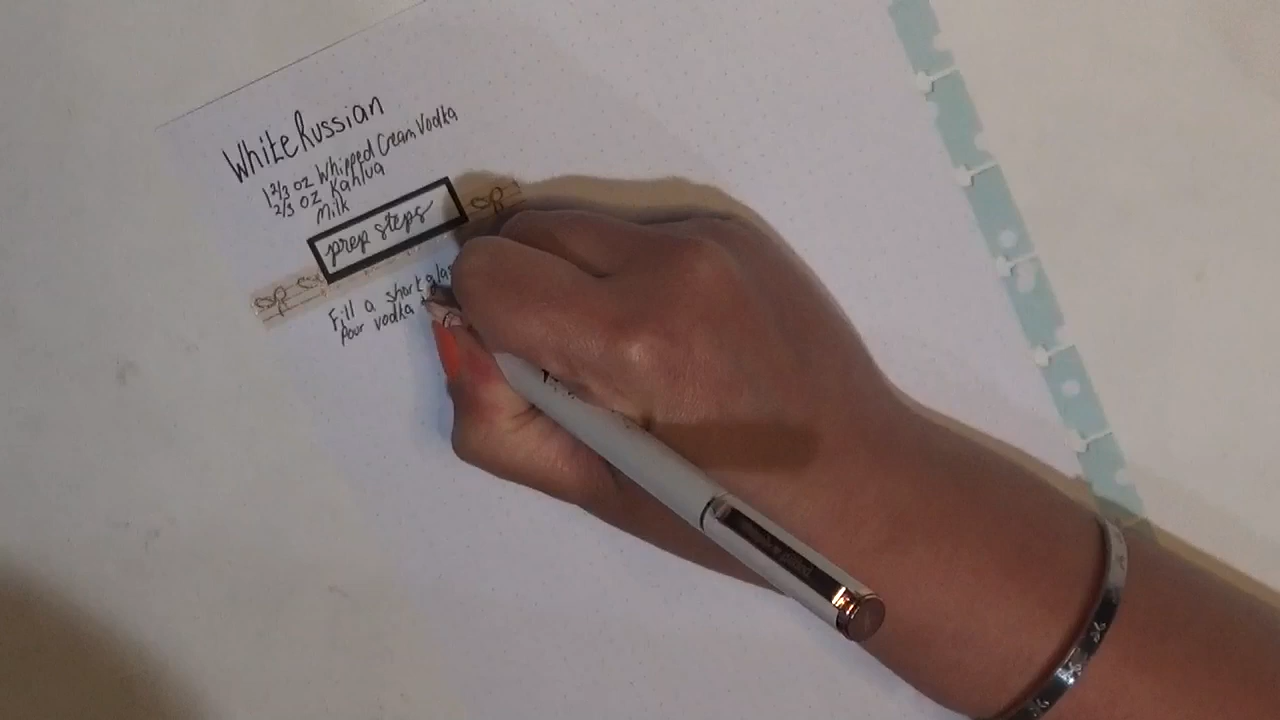 White Russian
1 2/3 oz Whipped Cream Vodka
2/3 oz Kahlua
Milk
prep steps
Fill a short glas
Pour vodka